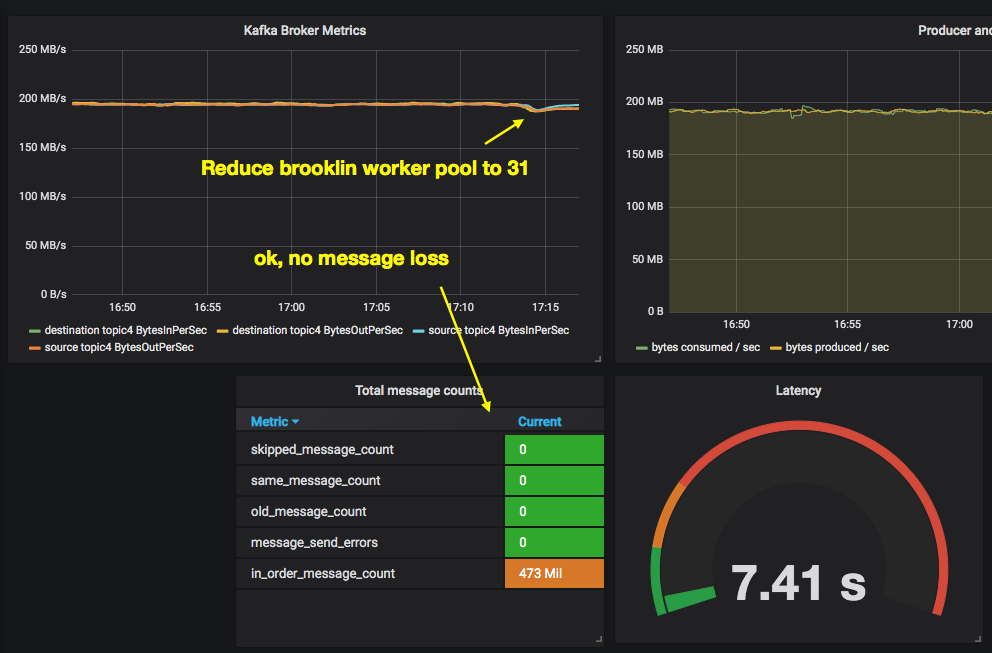 Kafka Broker Metrics
250 MB/s
200 MB/s
150 MB/s
100 MB/s
50 MB/s
0 B/s
Reduce brooklin worker pool to 31
ok, no message loss
16:50 16:55 17:00 17:05 17:10 17:15
destination topic4 BytesInPerSec destination topic4 BytesOutPerSec source topic4 BytesInPerSec
source topic4 BytesOutPerSec
Producer and
250 MB
200 MB
150 MB
100 MB
50 MB
0 B
16:50 16:55 17:00
bytes consumed / sec bytes produced / sec
Total message counts
Metric Current
skipped_message_count 0
same_message_count 0
old_message_count 0
message_send_errors 0
in_order_message_count 473 Mil
Latency
7.41 s